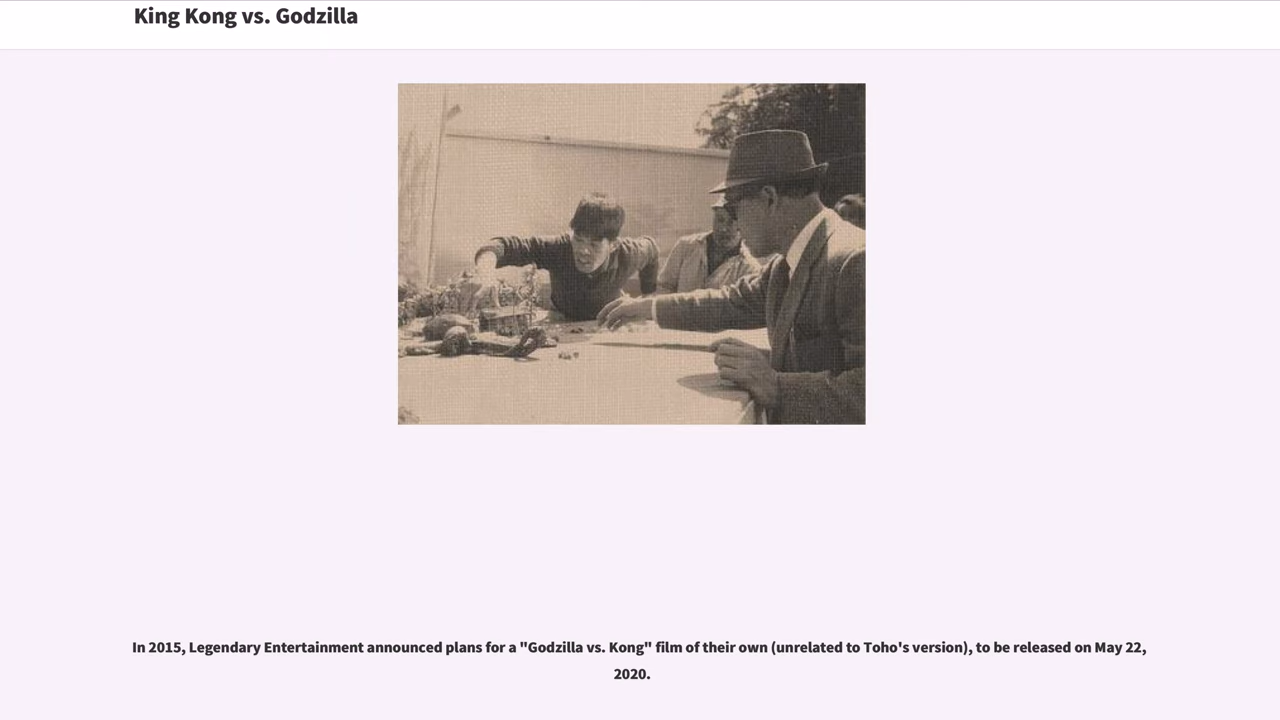 King Kong vs. Godzilla
In 2015, Legendary Entertainment announced plans for a "Godzilla vs. Kong" film of their own (unrelated to Toho's version), to be released on May 22,
2020.